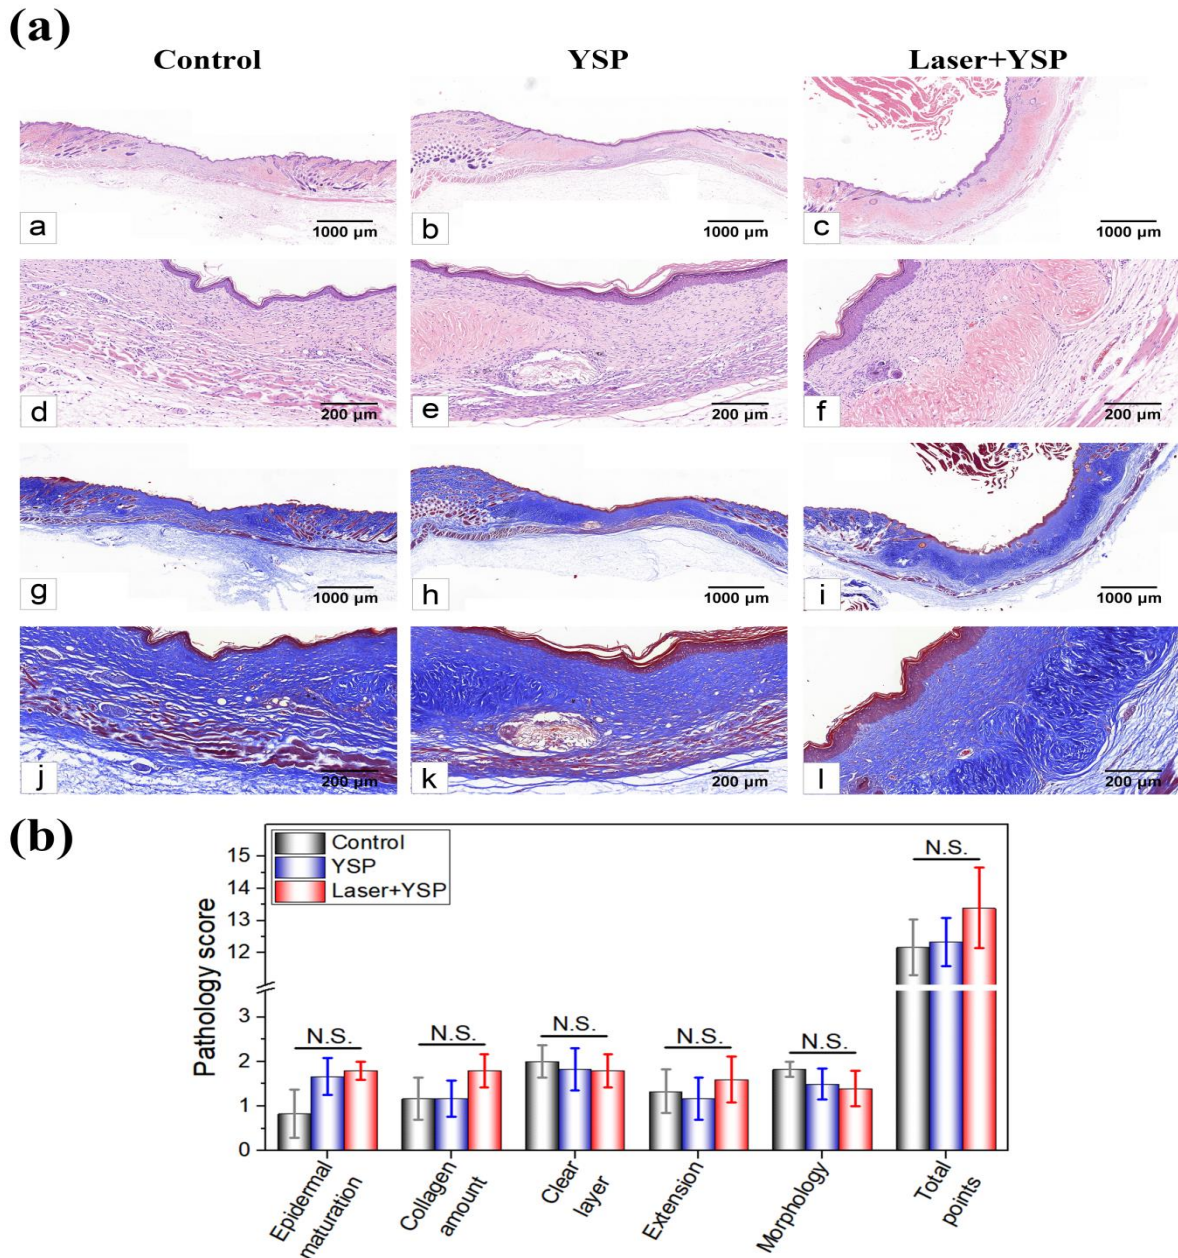 (a)
Control YSP Laser+YSP
a 1000 µm b 1000 µm c 1000 µm
d 200 µm e 200 µm f 200 µm
g 1000 µm h 1000 µm i 1000 µm
j 200 µm k 200 µm l 200 µm
(b)
Control
YSP
Laser+YSP
Pathology score
15
14
13
12
3
2
1
0
N.S.
N.S.
N.S.
N.S.
N.S.
N.S.
Epidermal
maturation
Collagen
amount
Clear
layer
Extension
Morphology
Total
points